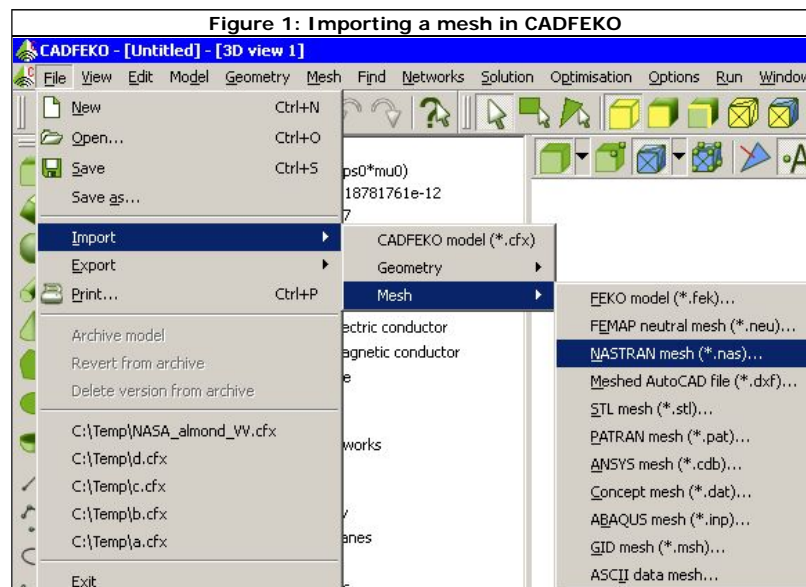 Figure 1: Importing a mesh in CADFEKO
CADFEKO - [Untitled] - [3D view 1]
File View Edit Model Geometry Mesh Find Networks Solution Optimisation Options Run Window
New Ctrl+N
Open... Ctrl+O
Save Ctrl+S
Save as...
Import
Export
Print... Ctrl+P
Archive model
Revert from archive
Delete version from archive
C:\Temp\NASA_almond_VV.cfx
C:\Temp\d.cfx
C:\Temp\c.cfx
C:\Temp\b.cfx
C:\Temp\a.cfx
Exit
ps0*mu0)
18781761e-12
7
CADFEKO model (*.cfx)
Geometry
Mesh
ectric conductor
agnetic conductor
e
works
y
anes
FEKO model (*.fek)...
FEMAP neutral mesh (*.neu)...
NASTRAN mesh (*.nas)...
Meshed AutoCAD file (*.dxf)...
STL mesh (*.stl)...
PATRAN mesh (*.pat)...
ANSYS mesh (*.cdb)...
Concept mesh (*.dat)...
ABAQUS mesh (*.inp)...
GID mesh (*.msh)...
ASCII data mesh...